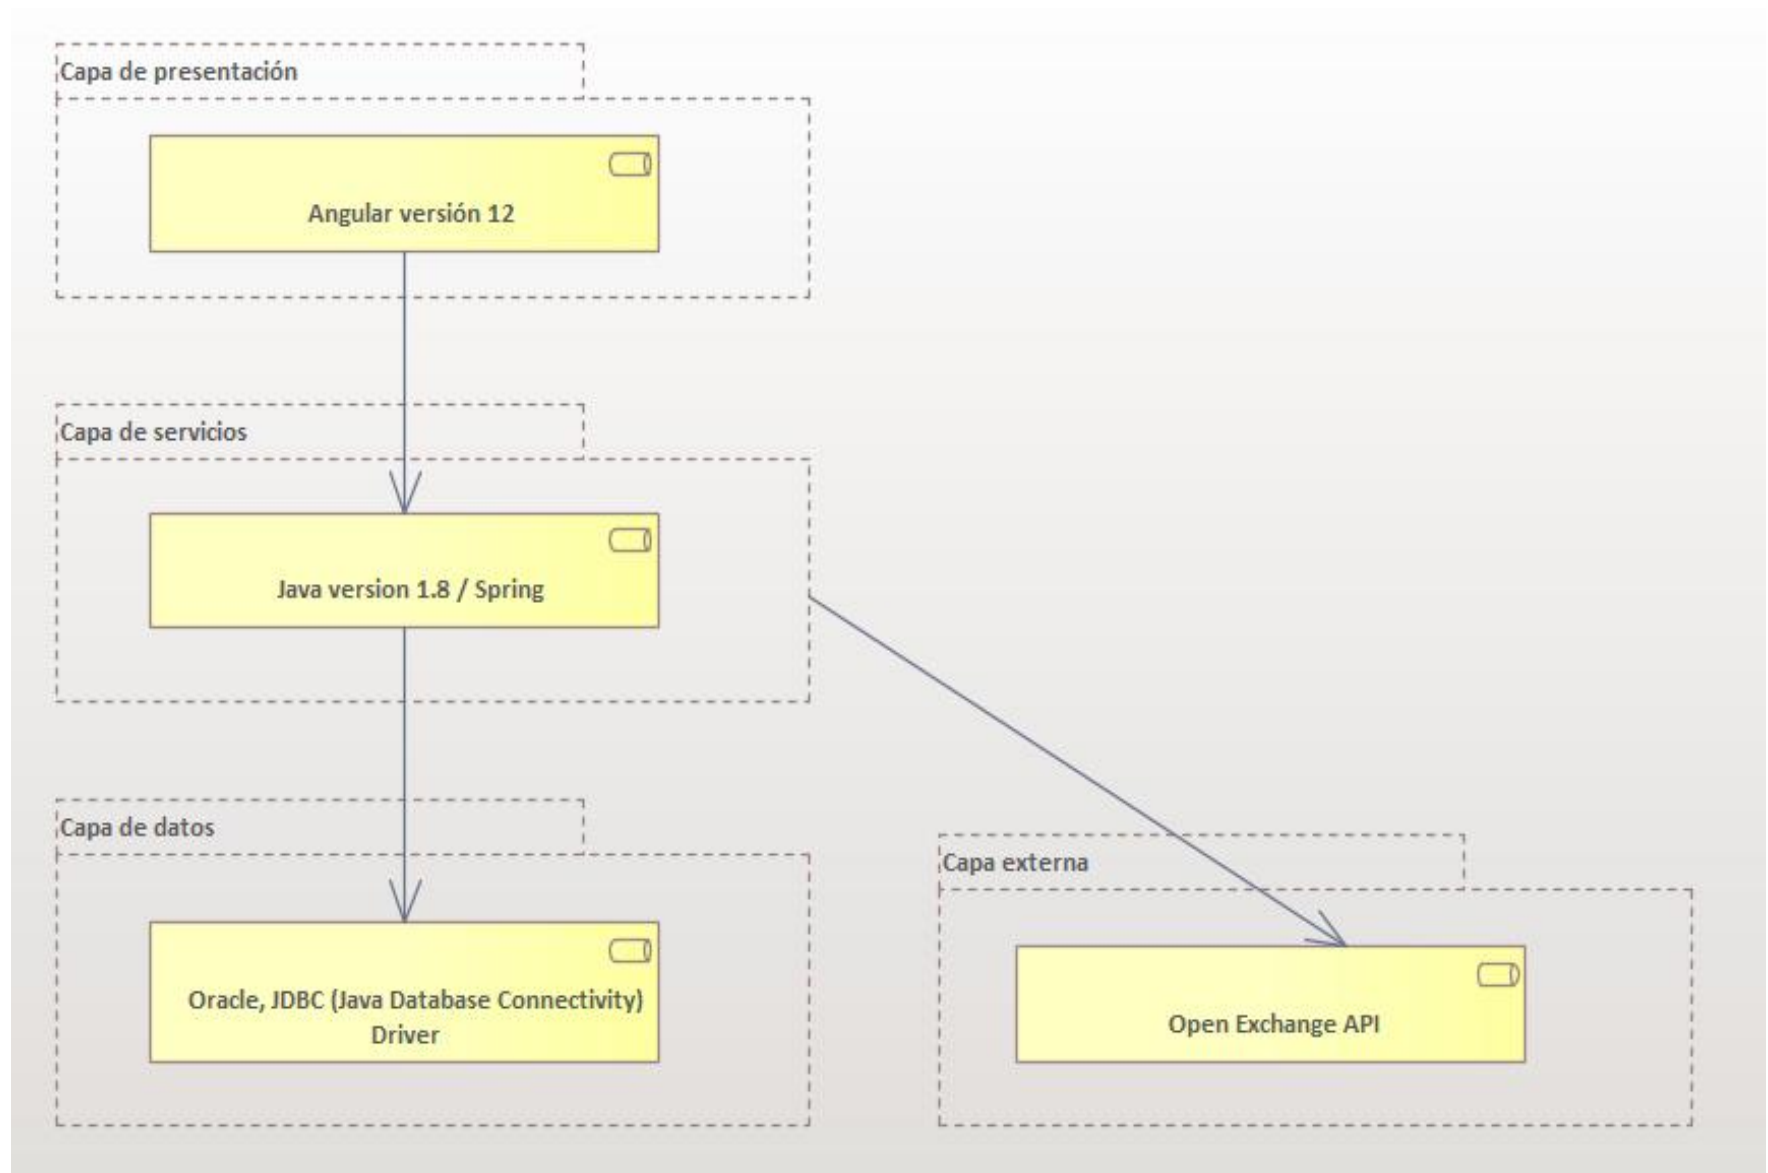 Capa de presentación
Angular versión 12
Capa de servicios
Java version 1.8 / Spring
Capa de datos
Oracle, JDBC (Java Database Connectivity)
Driver
Capa externa
Open Exchange API